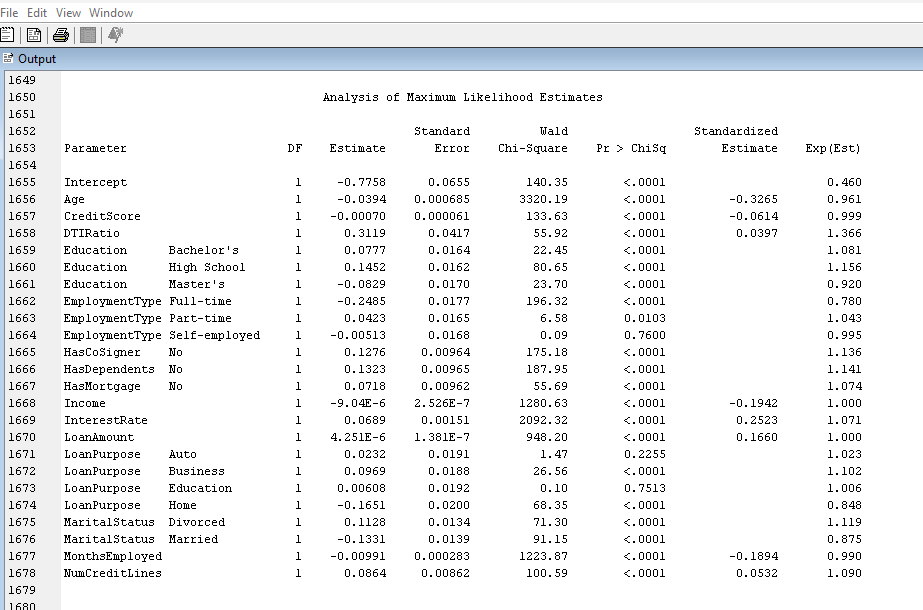 File Edit View Window
Output
1649
1650 Analysis of Maximum Likelihood Estimates
1651
1652 Standard Wald Standardized
1653 Parameter DF Estimate Error Chi-Square Pr > ChiSq Estimate Exp(Est)
1654
1655 Intercept 1 -0.7758 0.0655 140.35 <.0001 0.460
1656 Age 1 -0.0394 0.000685 3320.19 <.0001 -0.3265 0.961
1657 CreditScore 1 -0.00070 0.000061 133.63 <.0001 -0.0614 0.999
1658 DTIRatio 1 0.3119 0.0417 55.92 <.0001 0.0397 1.366
1659 Education Bachelor's 1 0.0777 0.0164 22.45 <.0001 1.081
1660 Education High School 1 0.1452 0.0162 80.65 <.0001 1.156
1661 Education Master's 1 -0.0829 0.0170 23.70 <.0001 0.920
1662 EmploymentType Full-time 1 -0.2485 0.0177 196.32 <.0001 0.780
1663 EmploymentType Part-time 1 0.0423 0.0165 6.58 0.0103 1.043
1664 EmploymentType Self-employed 1 -0.00513 0.0168 0.09 0.7600 0.995
1665 HasCoSigner No 1 0.1276 0.00964 175.18 <.0001 1.136
1666 HasDependents No 1 0.1323 0.00965 187.95 <.0001 1.141
1667 HasMortgage No 1 0.0718 0.00962 55.69 <.0001 1.074
1668 Income 1 -9.04E-6 2.526E-7 1280.63 <.0001 -0.1942 1.000
1669 InterestRate 1 0.0689 0.00151 2092.32 <.0001 0.2523 1.071
1670 LoanAmount 1 4.251E-6 1.381E-7 948.20 <.0001 0.1660 1.000
1671 LoanPurpose Auto 1 0.0232 0.0191 1.47 0.2255 1.023
1672 LoanPurpose Business 1 0.0969 0.0188 26.56 <.0001 1.102
1673 LoanPurpose Education 1 0.00608 0.0192 0.10 0.7513 1.006
1674 LoanPurpose Home 1 -0.1651 0.0200 68.35 <.0001 0.848
1675 MaritalStatus Divorced 1 0.1128 0.0134 71.30 <.0001 1.119
1676 MaritalStatus Married 1 -0.1331 0.0139 91.15 <.0001 0.875
1677 MonthsEmployed 1 -0.00991 0.000283 1223.87 <.0001 -0.1894 0.990
1678 NumCreditLines 1 0.0864 0.00862 100.59 <.0001 0.0532 1.090
1679
1680